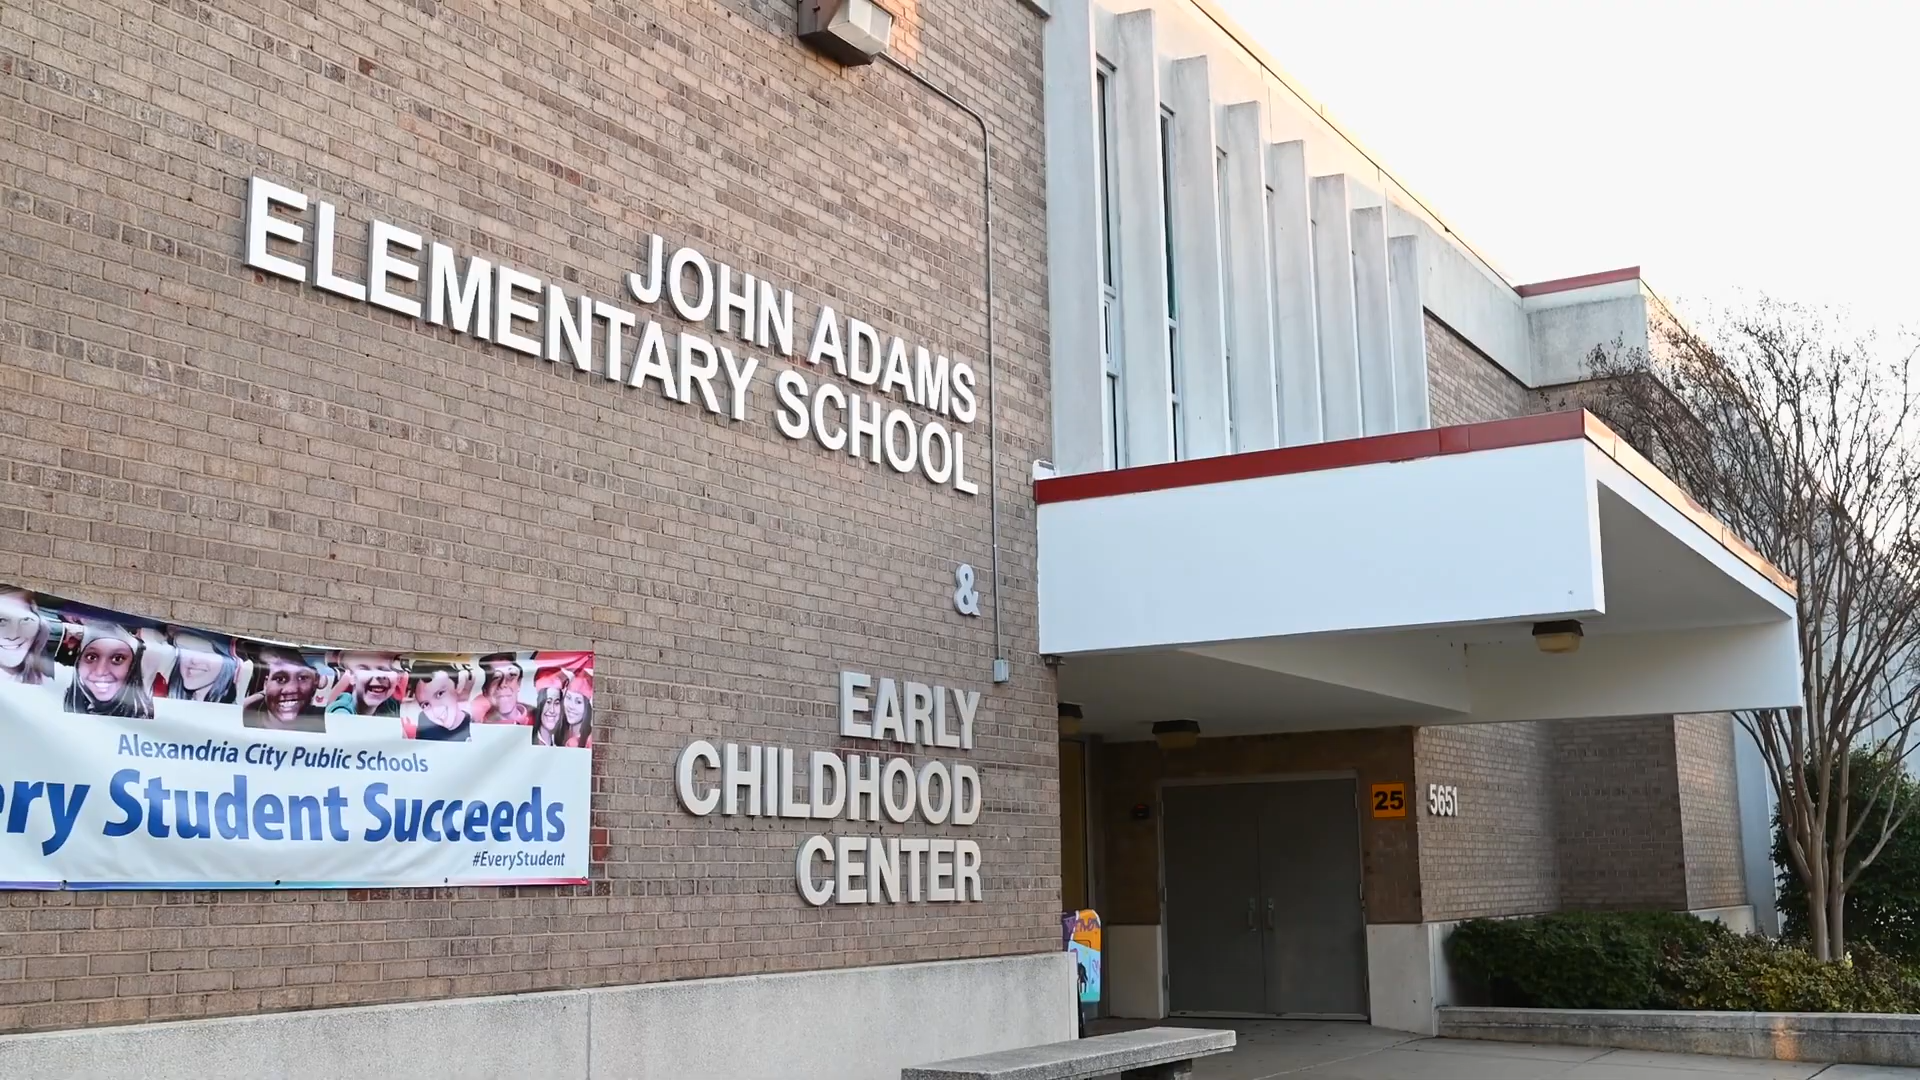 JOHN ADAMS
ELEMENTARY SCHOOL
&
EARLY
CHILDHOOD
CENTER
Alexandria City Public Schools
ery Student Succeeds
#EveryStudent
25
5651